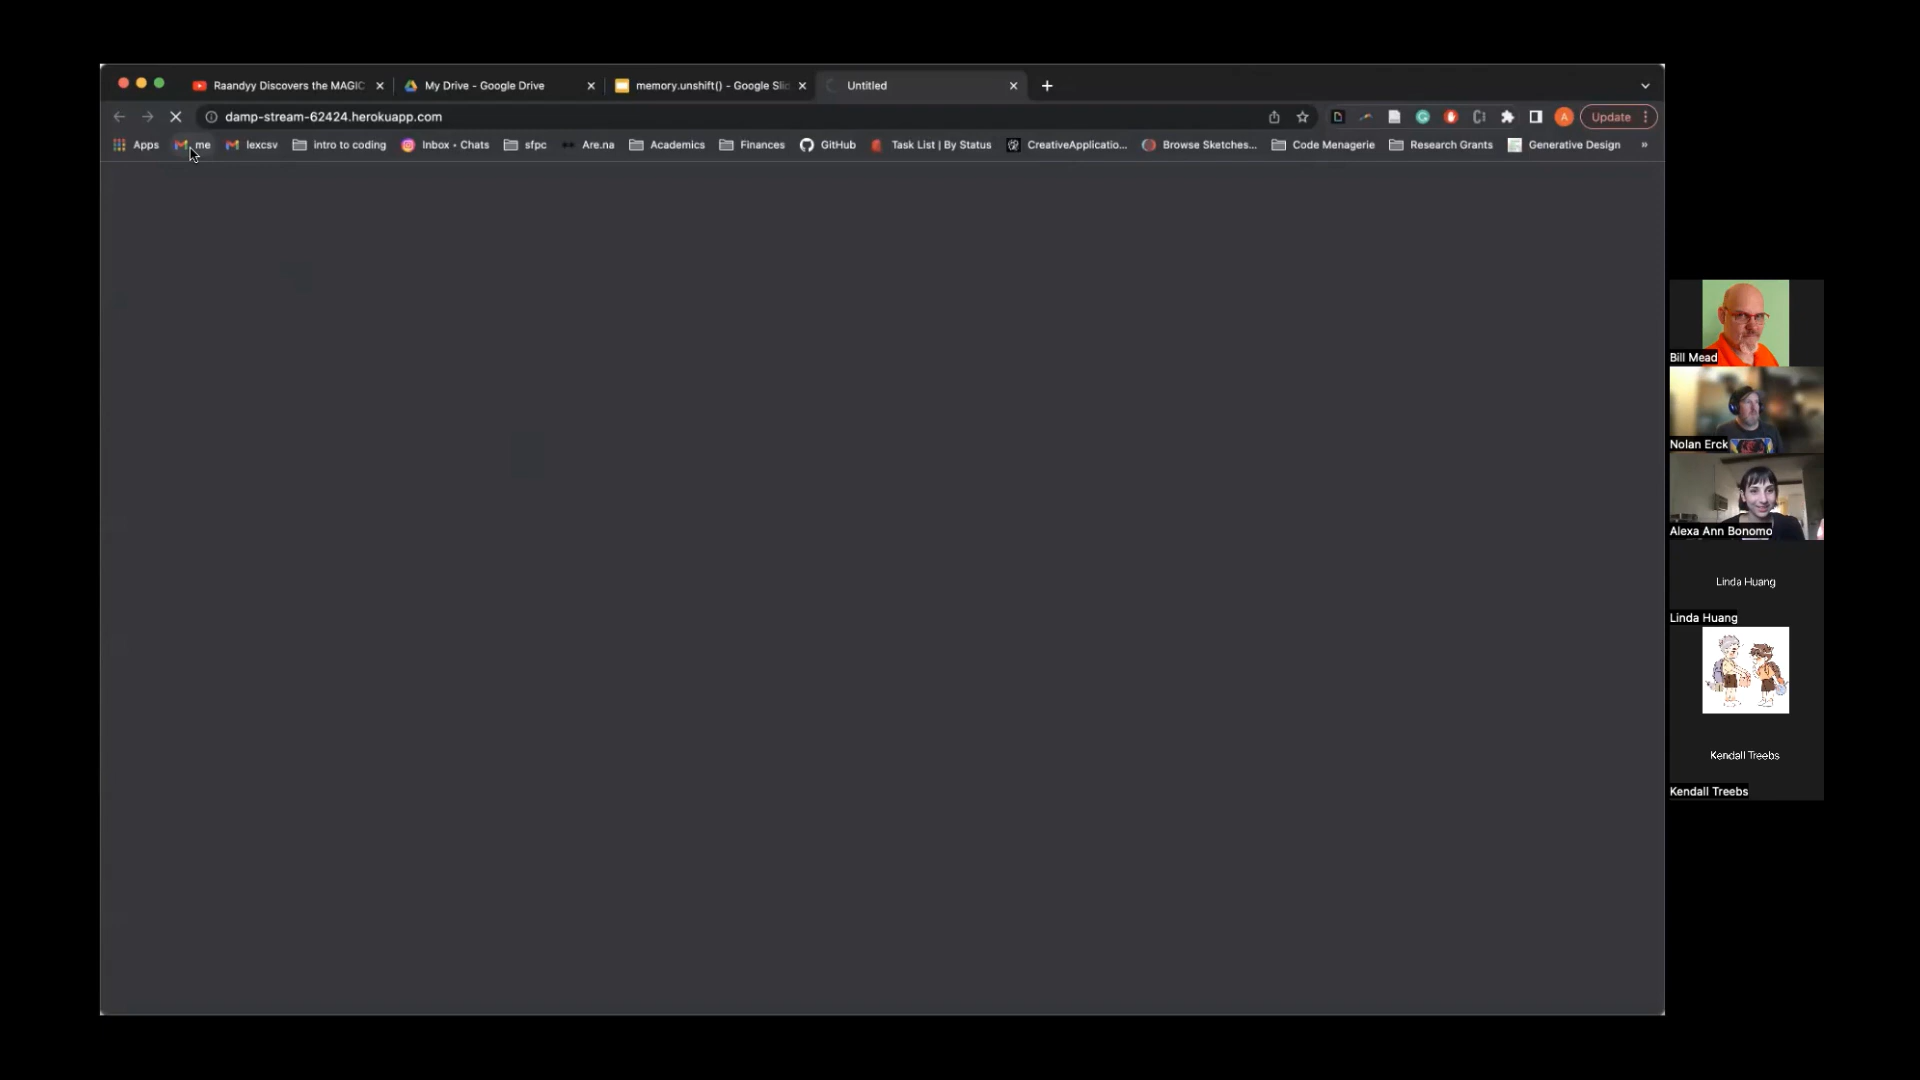 Raandyy Discovers the MAGIC
My Drive - Google Drive
memory.unshift() - Google Slid
Untitled
damp-stream-62424.herokuapp.com
A
Update
Apps
me
lexcsv
intro to coding
Inbox • Chats
sfpc
Are.na
Academics
Finances
GitHub
Task List | By Status
CreativeApplicatio...
Browse Sketches...
Code Menagerie
Research Grants
Generative Design
»
Bill Mead
Nolan Erck
Alexa Ann Bonomo
Linda Huang
Linda Huang
Kendall Treebs
Kendall Treebs